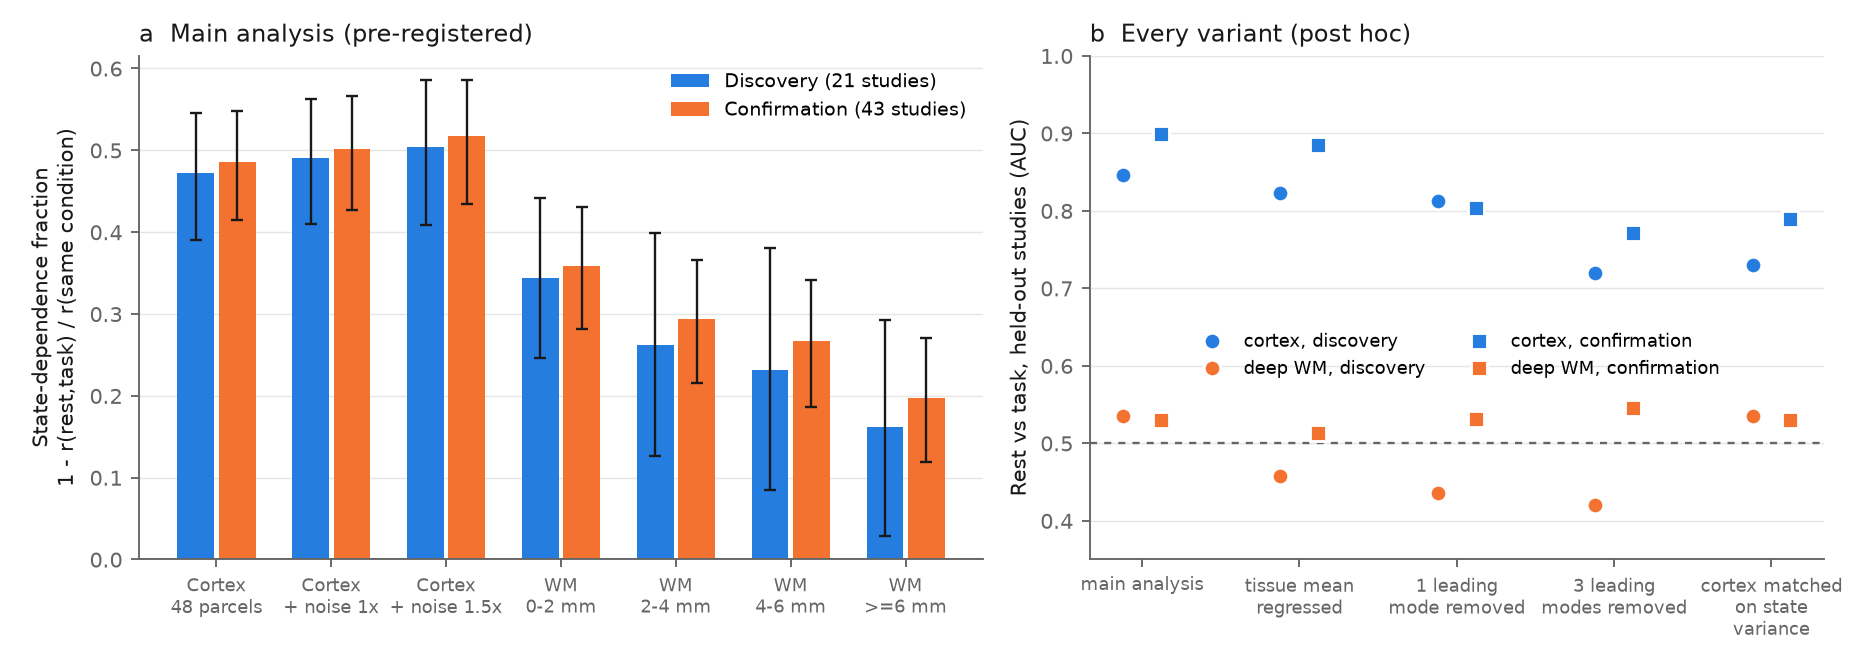 a Main analysis (pre-registered)
State-dependence fraction
1 - r(rest,task) / r(same condition)
0.6
0.5
0.4
0.3
0.2
0.1
0.0
Discovery (21 studies)
Confirmation (43 studies)
Cortex
48 parcels
Cortex
+ noise 1x
Cortex
+ noise 1.5x
WM
0-2 mm
WM
2-4 mm
WM
4-6 mm
WM
>=6 mm
b Every variant (post hoc)
Rest vs task, held-out studies (AUC)
1.0
0.9
0.8
0.7
0.6
0.5
0.4
cortex, discovery
deep WM, discovery
cortex, confirmation
deep WM, confirmation
main analysis
tissue mean
regressed
1 leading
mode removed
3 leading
modes removed
cortex matched
on state
variance